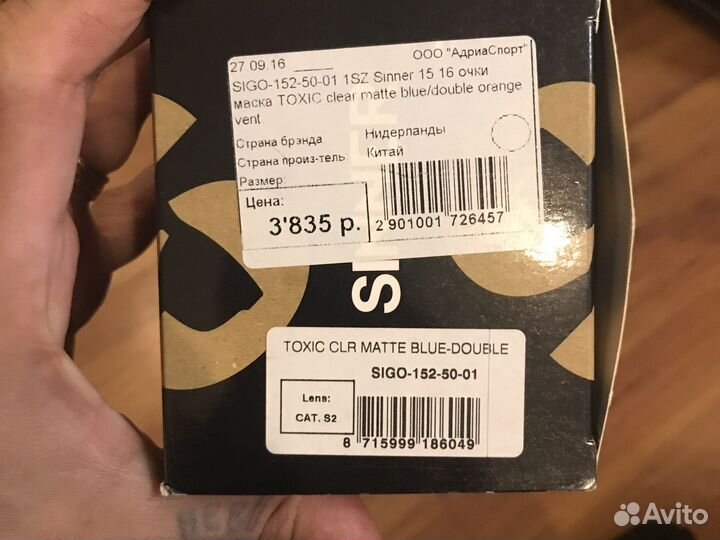 27.09.16 ООО "АдриаСпорт"
SIGO-152-50-01 1SZ Sinner 15 16 очки
маска TOXIC clear matte blue/double orange
vent
Страна брэнда Нидерланды
Страна произ-тель Китай
Размер:
Цена:
3'835 р.
2 901001 726457
SINNER
TOXIC CLR MATTE BLUE-DOUBLE
SIGO-152-50-01
Lens:
CAT. S2
8 715999 186049
Avito